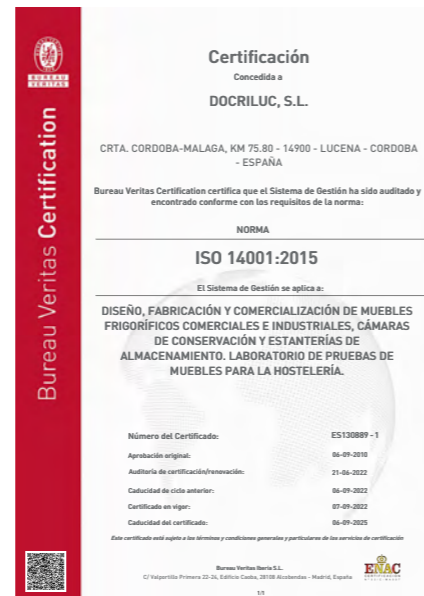 BUREAU
VERITAS
Bureau Veritas Certification
Certificación
Concedida a
DOCRILUC, S.L.
CRTA. CORDOBA-MALAGA, KM 75.80 - 14900 - LUCENA - CORDOBA
- ESPAÑA
Bureau Veritas Certification certifica que el Sistema de Gestión ha sido auditado y
encontrado conforme con los requisitos de la norma:
NORMA
ISO 14001:2015
El Sistema de Gestión se aplica a:
DISEÑO, FABRICACIÓN Y COMERCIALIZACIÓN DE MUEBLES
FRIGORÍFICOS COMERCIALES E INDUSTRIALES, CÁMARAS
DE CONSERVACIÓN Y ESTANTERÍAS DE
ALMACENAMIENTO. LABORATORIO DE PRUEBAS DE
MUEBLES PARA LA HOSTELERÍA.
Número del Certificado: ES130889 - 1
Aprobación original: 06-09-2010
Auditoría de certificación/renovación: 21-06-2022
Caducidad de ciclo anterior: 06-09-2022
Certificado en vigor: 07-09-2022
Caducidad del certificado: 06-09-2025
Este certificado está sujeto a los términos y condiciones generales y particulares de los servicios de certificación
Bureau Veritas Iberia S.L.
C/ Valportillo Primera 22-24, Edificio Caoba, 28108 Alcobendas - Madrid, España
ENAC
CERTIFICACIÓN
1/1